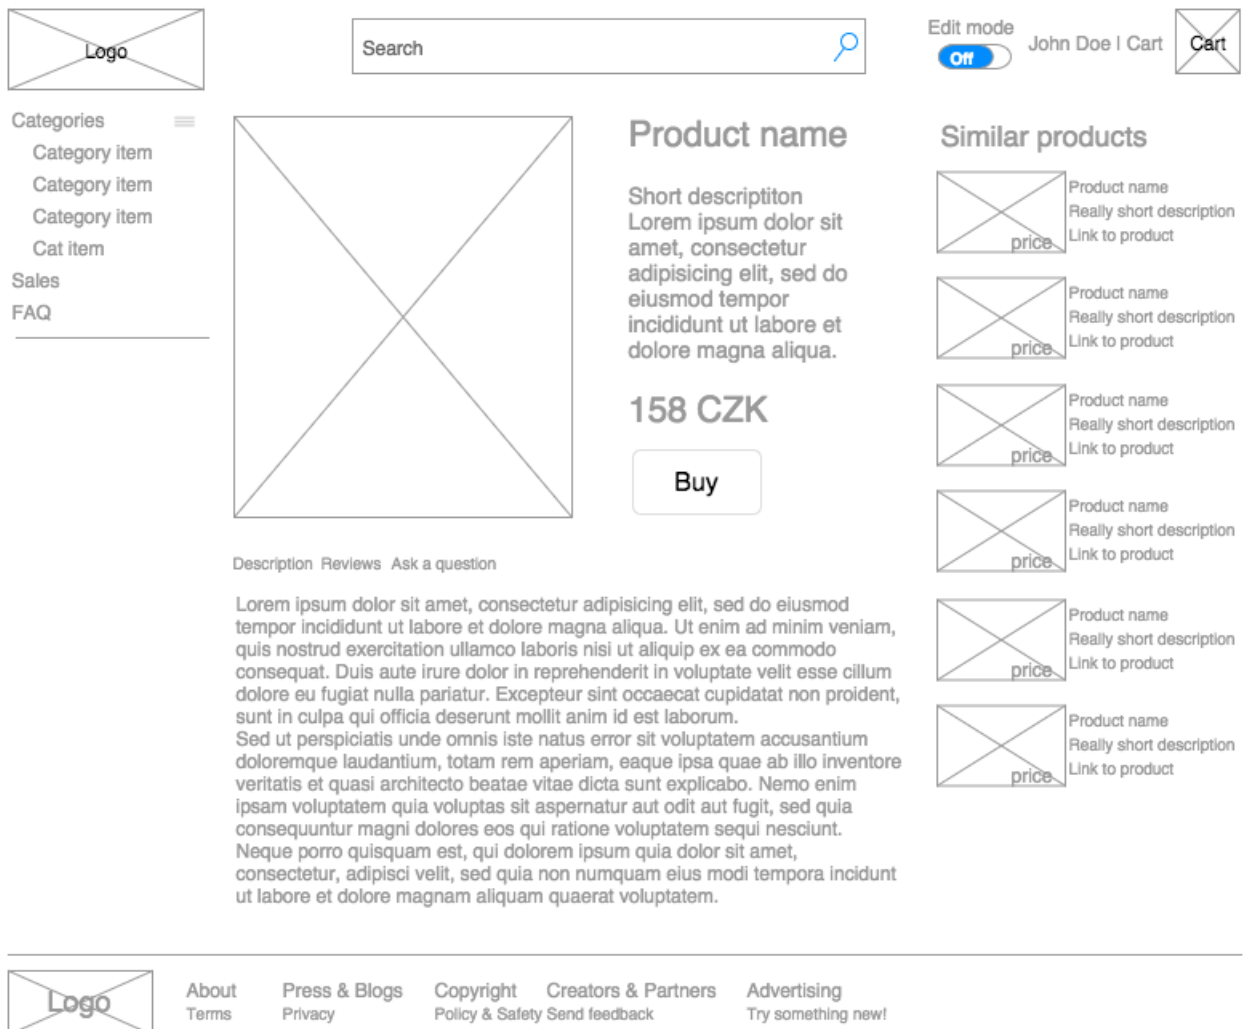 Logo
Search
Edit mode
Off
John Doe | Cart
Cart
Categories
Category item
Category item
Category item
Cat item
Sales
FAQ
Product name
Short descriptiton
Lorem ipsum dolor sit
amet, consectetur
adipisicing elit, sed do
eiusmod tempor
incididunt ut labore et
dolore magna aliqua.
158 CZK
Buy
Similar products
Product name
Really short description
Link to product
price
Product name
Really short description
Link to product
price
Product name
Really short description
Link to product
price
Product name
Really short description
Link to product
price
Product name
Really short description
Link to product
price
Product name
Really short description
Link to product
price
Description Reviews Ask a question
Lorem ipsum dolor sit amet, consectetur adipisicing elit, sed do eiusmod
tempor incididunt ut labore et dolore magna aliqua. Ut enim ad minim veniam,
quis nostrud exercitation ullamco laboris nisi ut aliquip ex ea commodo
consequat. Duis aute irure dolor in reprehenderit in voluptate velit esse cillum
dolore eu fugiat nulla pariatur. Excepteur sint occaecat cupidatat non proident,
sunt in culpa qui officia deserunt mollit anim id est laborum.
Sed ut perspiciatis unde omnis iste natus error sit voluptatem accusantium
doloremque laudantium, totam rem aperiam, eaque ipsa quae ab illo inventore
veritatis et quasi architecto beatae vitae dicta sunt explicabo. Nemo enim
ipsam voluptatem quia voluptas sit aspernatur aut odit aut fugit, sed quia
consequuntur magni dolores eos qui ratione voluptatem sequi nesciunt.
Neque porro quisquam est, qui dolorem ipsum quia dolor sit amet,
consectetur, adipisci velit, sed quia non numquam eius modi tempora incidunt
ut labore et dolore magnam aliquam quaerat voluptatem.
Logo
About Press & Blogs Copyright Creators & Partners Advertising
Terms Privacy Policy & Safety Send feedback Try something new!